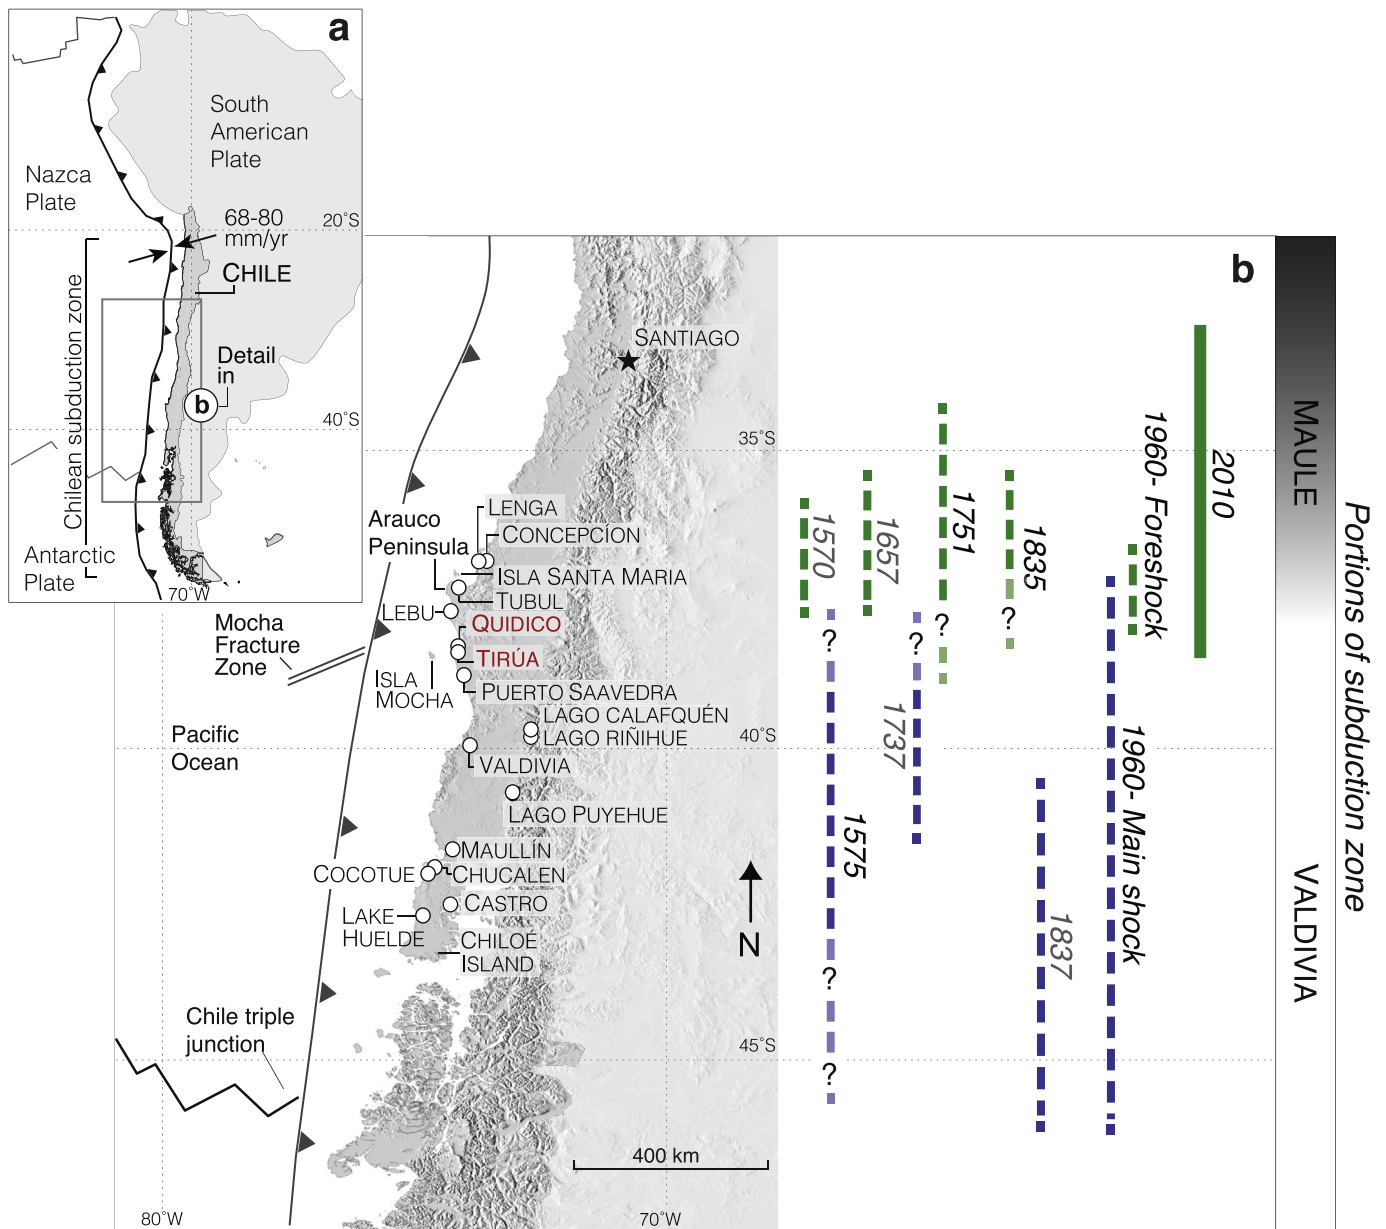 a
South
American
Plate
Nazca
Plate
20°S
68-80
mm/yr
CHILE
Chilean subduction zone
Detail
in
b
40°S
Antarctic
Plate
70°W
b
SANTIAGO
35°S
LENGA
CONCEPCÍON
Arauco
Peninsula
ISLA SANTA MARIA
TUBUL
LEBU
QUIDICO
Mocha
Fracture
Zone
TIRÚA
ISLA
MOCHA
PUERTO SAAVEDRA
LAGO CALAFQUÉN
LAGO RIÑIHUE
Pacific
Ocean
40°S
VALDIVIA
LAGO PUYEHUE
MAULLÍN
COCOTUE
CHUCALEN
CASTRO
LAKE
HUELDE
CHILOÉ
ISLAND
N
Chile triple
junction
45°S
400 km
80°W
70°W
1570
1657
1751
1835
1960- Foreshock
2010
?
?
?
?
1737
1575
1960- Main shock
1837
?
?
MAULE
VALDIVIA
Portions of subduction zone